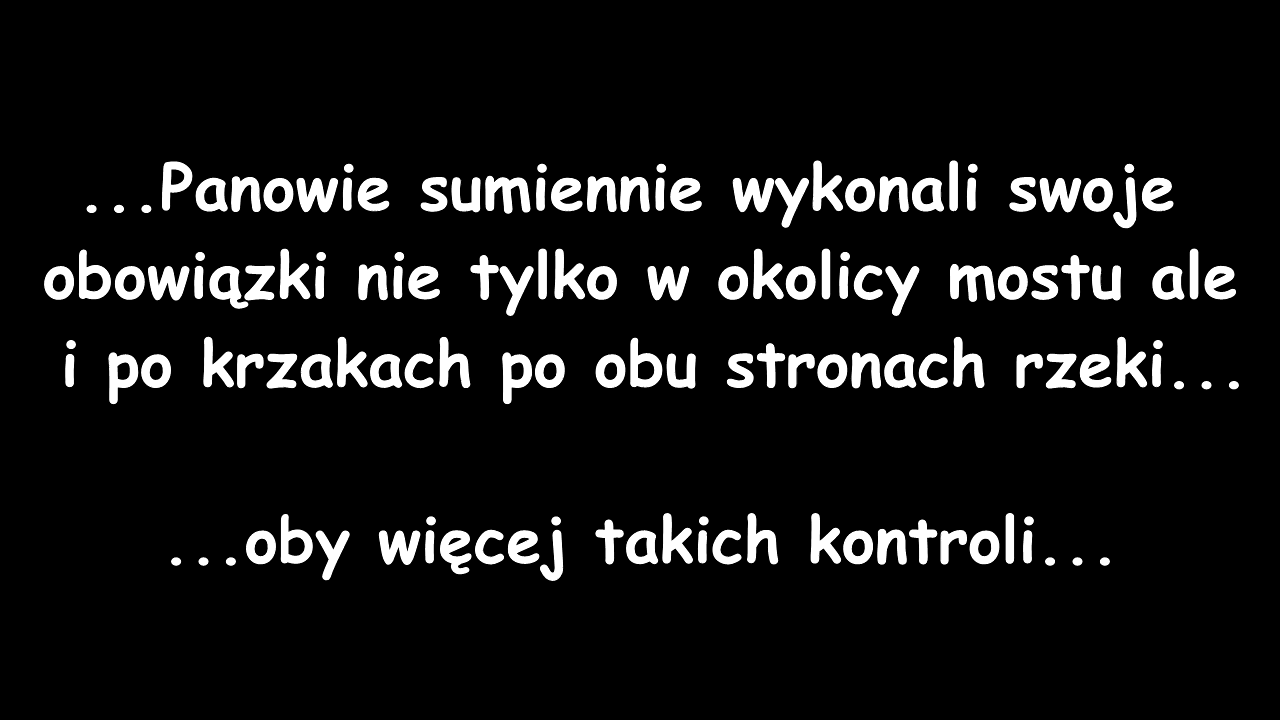 ...Panowie sumiennie wykonali swoje
obowiązki nie tylko w okolicy mostu ale
i po krzakach po obu stronach rzeki...
...oby więcej takich kontroli...